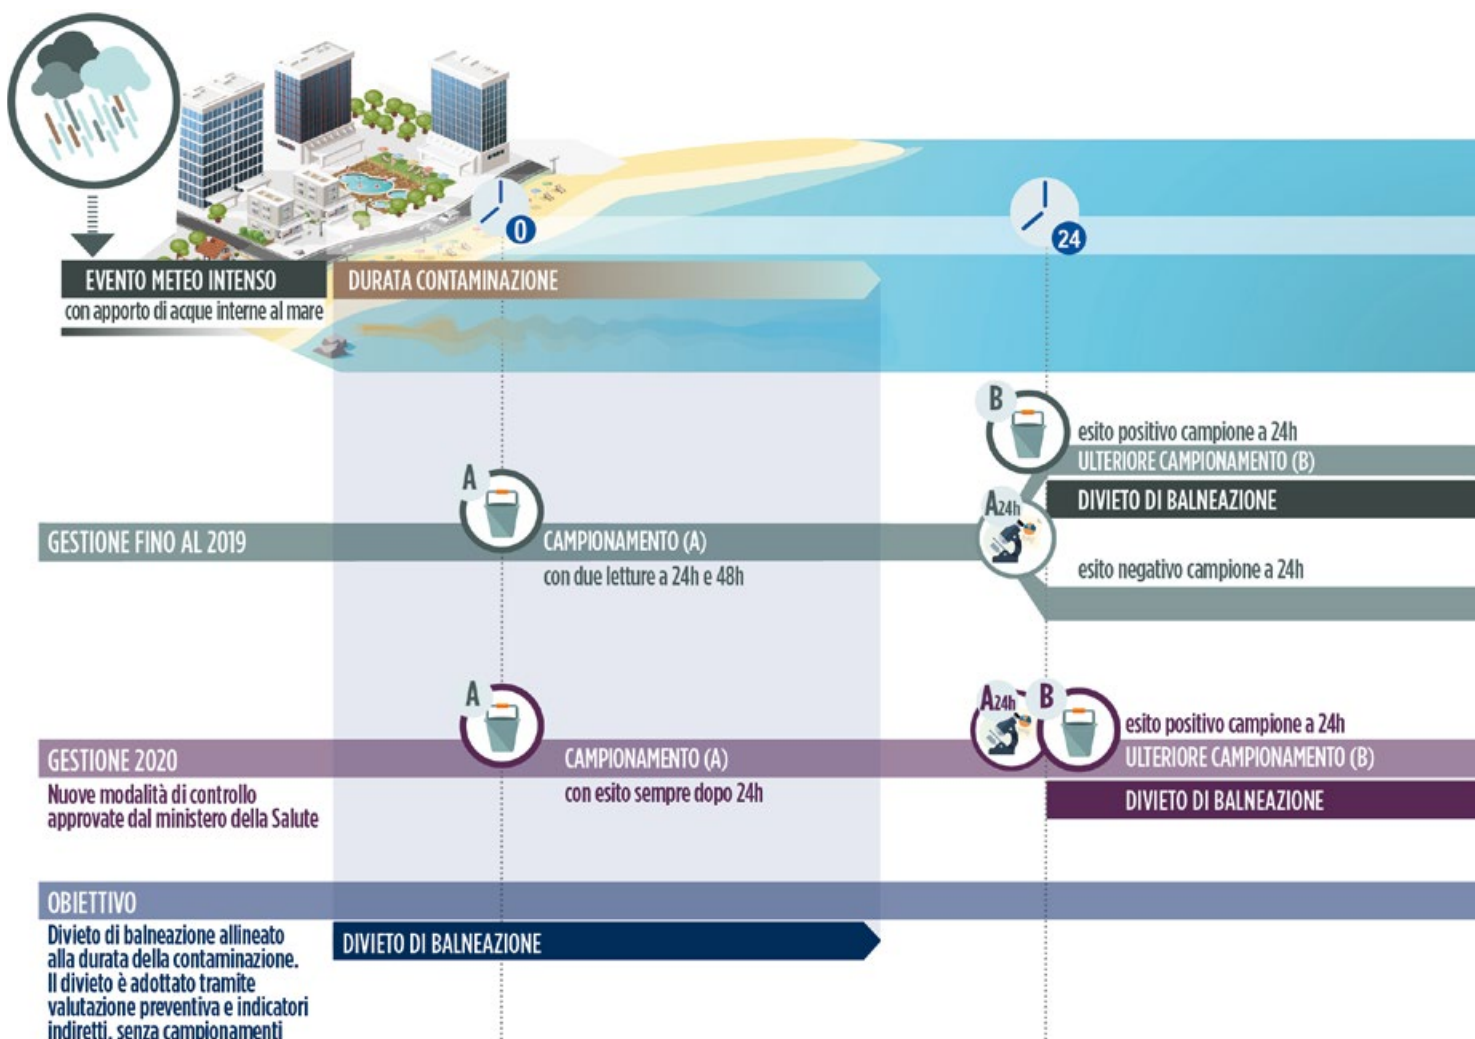 0
24
EVENTO METEO INTENSO
con apporto di acque interne al mare
DURATA CONTAMINAZIONE
B
esito positivo campione a 24h
ULTERIORE CAMPIONAMENTO (B)
DIVIETO DI BALNEAZIONE
A
A24h
GESTIONE FINO AL 2019
CAMPIONAMENTO (A)
con due letture a 24h e 48h
esito negativo campione a 24h
A
A24h
B
esito positivo campione a 24h
ULTERIORE CAMPIONAMENTO (B)
DIVIETO DI BALNEAZIONE
GESTIONE 2020
Nuove modalità di controllo
approvate dal ministero della Salute
CAMPIONAMENTO (A)
con esito sempre dopo 24h
OBIETTIVO
Divieto di balneazione allineato
alla durata della contaminazione.
Il divieto è adottato tramite
valutazione preventiva e indicatori
indiretti, senza campionamenti
DIVIETO DI BALNEAZIONE